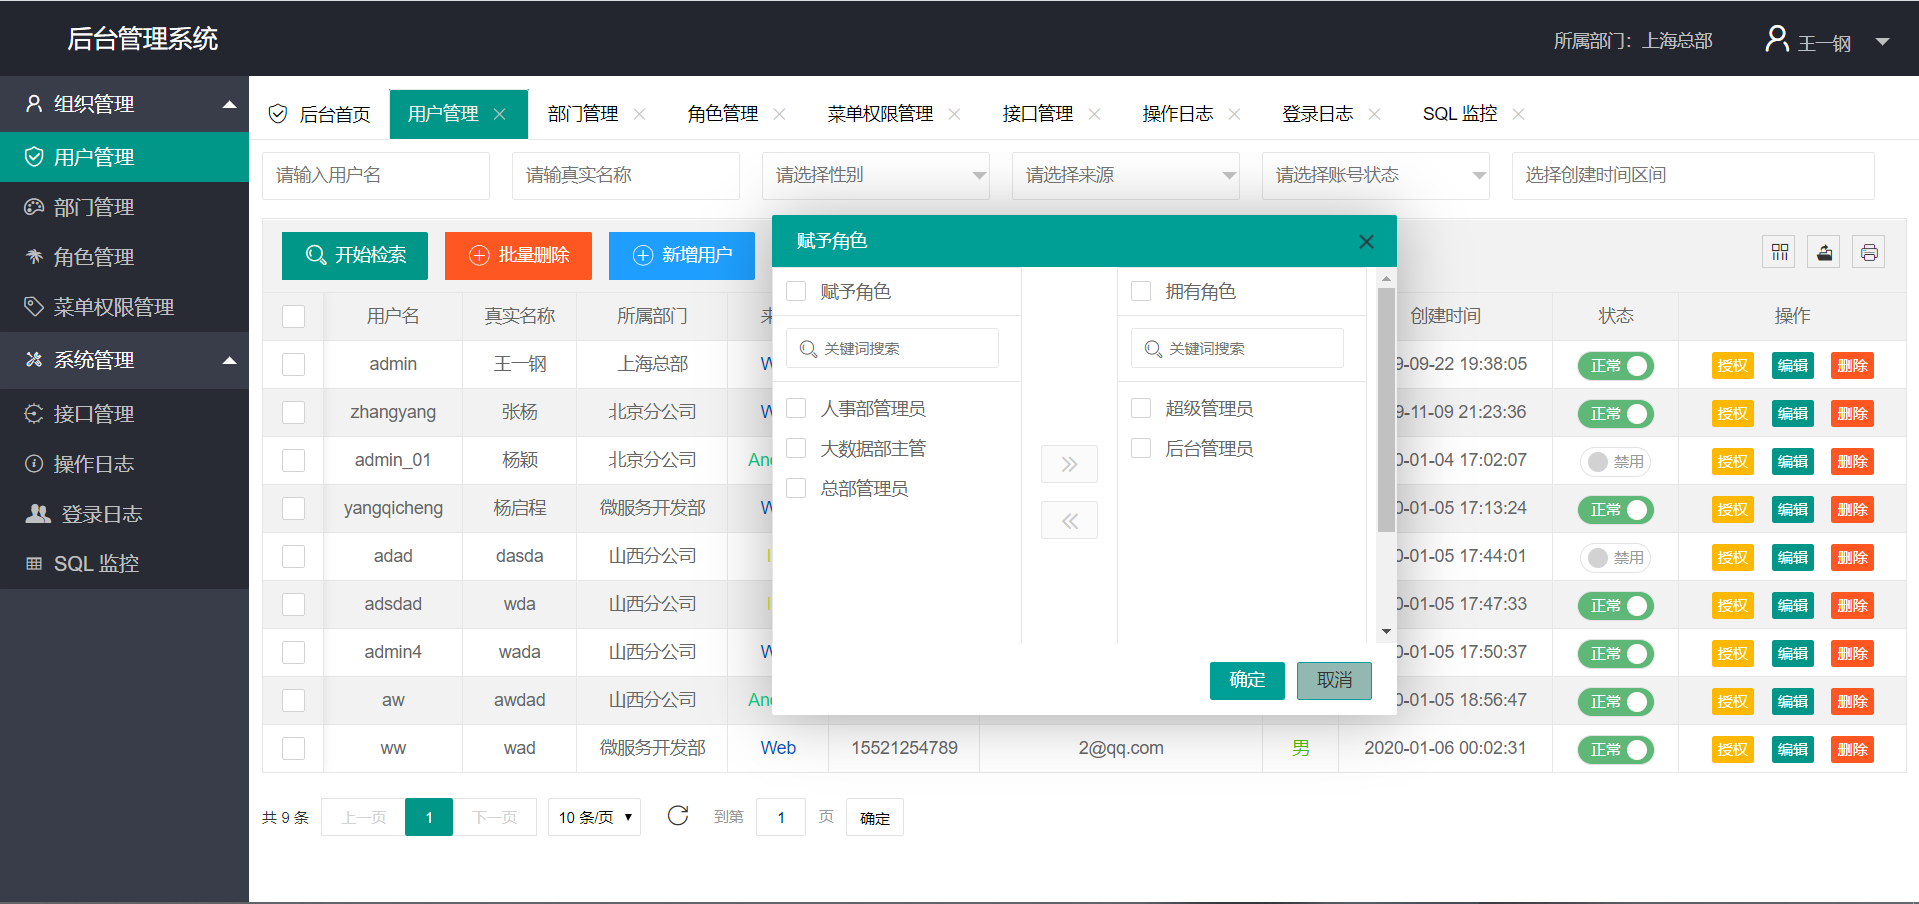 后台管理系统
所属部门：上海总部
王一钢
组织管理
用户管理
部门管理
角色管理
菜单权限管理
系统管理
接口管理
操作日志
登录日志
SQL 监控
后台首页
用户管理
部门管理
角色管理
菜单权限管理
接口管理
操作日志
登录日志
SQL 监控
请输入用户名
请输真实名称
请选择性别
请选择来源
请选择账号状态
选择创建时间区间
开始检索
批量删除
新增用户
用户名 真实名称 所属部门 创建时间 状态 操作
admin 王一钢 上海总部 9-09-22 19:38:05 正常 授权 编辑 删除
zhangyang 张杨 北京分公司 9-11-09 21:23:36 正常 授权 编辑 删除
admin_01 杨颖 北京分公司 0-01-04 17:02:07 禁用 授权 编辑 删除
yangqicheng 杨启程 微服务开发部 0-01-05 17:13:24 正常 授权 编辑 删除
adad dasda 山西分公司 0-01-05 17:44:01 禁用 授权 编辑 删除
adsdad wda 山西分公司 0-01-05 17:47:33 正常 授权 编辑 删除
admin4 wada 山西分公司 0-01-05 17:50:37 正常 授权 编辑 删除
aw awdad 山西分公司 0-01-05 18:56:47 正常 授权 编辑 删除
ww wad 微服务开发部 Web 15521254789 2@qq.com 男 2020-01-06 00:02:31 正常 授权 编辑 删除
赋予角色
赋予角色
关键词搜索
人事部管理员
大数据部主管
总部管理员
拥有角色
关键词搜索
超级管理员
后台管理员
确定
取消
共 9 条 上一页 1 下一页 10 条/页 到第 1 页 确定